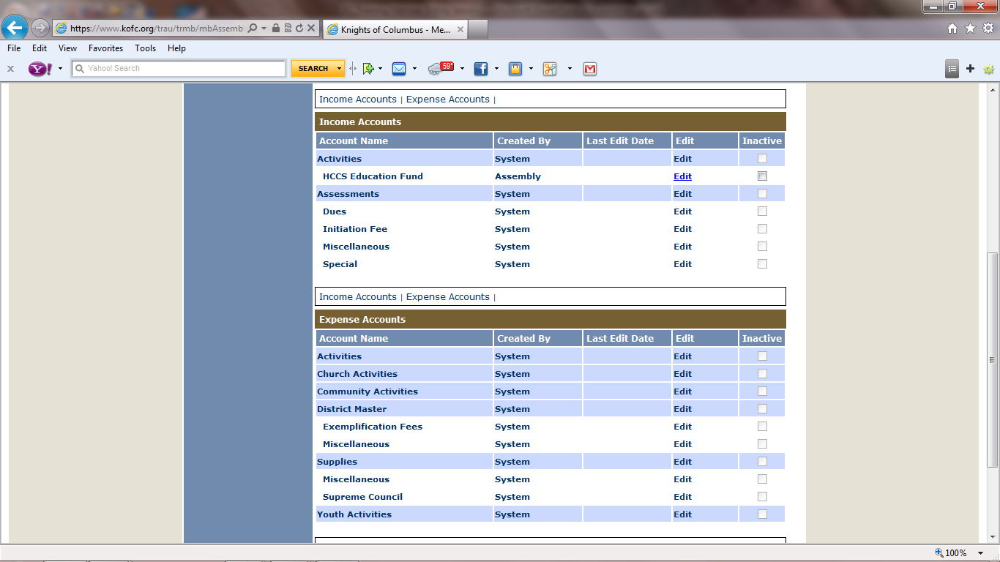 https://www.kofc.org/trau/trmb/mbAssemb
Knights of Columbus - Me...
File Edit View Favorites Tools Help
x Y! Yahoo! Search SEARCH 59° f M
Income Accounts | Expense Accounts |
Income Accounts
Account Name Created By Last Edit Date Edit Inactive
Activities System Edit
HCCS Education Fund Assembly Edit
Assessments System Edit
Dues System Edit
Initiation Fee System Edit
Miscellaneous System Edit
Special System Edit
Income Accounts | Expense Accounts |
Expense Accounts
Account Name Created By Last Edit Date Edit Inactive
Activities System Edit
Church Activities System Edit
Community Activities System Edit
District Master System Edit
Exemplification Fees System Edit
Miscellaneous System Edit
Supplies System Edit
Miscellaneous System Edit
Supreme Council System Edit
Youth Activities System Edit
100%